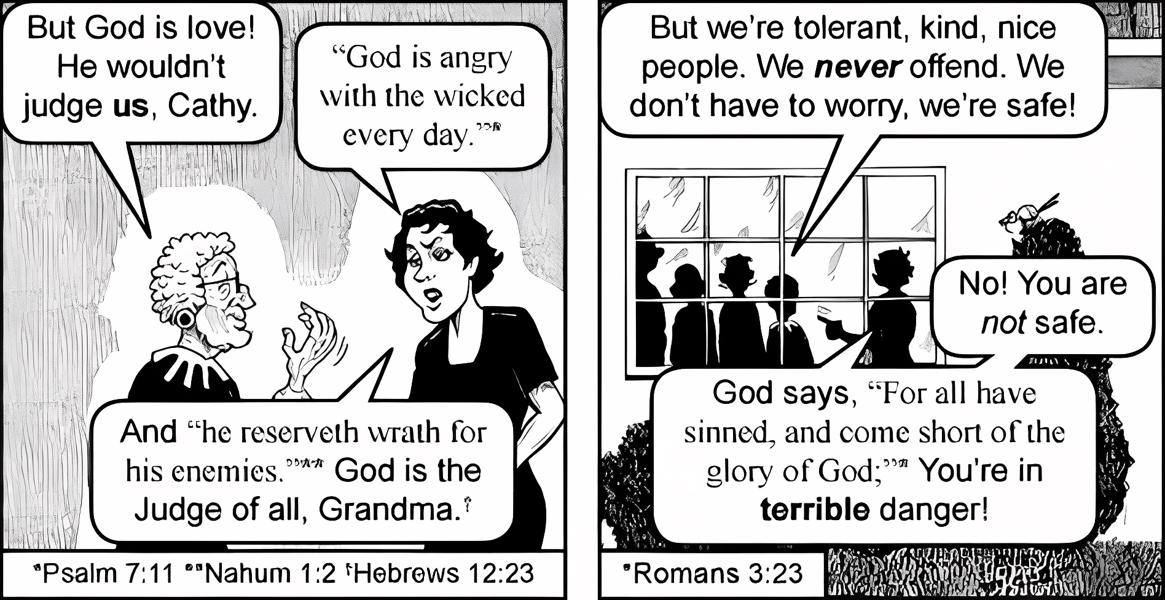 But God is love!
He wouldn't
judge us, Cathy.
“God is angry
with the wicked
every day.”
And “he reserveth wrath for
his enemies.” God is the
Judge of all, Grandma.
*Psalm 7:11 **Nahum 1:2 †Hebrews 12:23
But we're tolerant, kind, nice
people. We never offend. We
don't have to worry, we're safe!
No! You are
not safe.
God says, “For all have
sinned, and come short of the
glory of God;” You're in
terrible danger!
*Romans 3:23